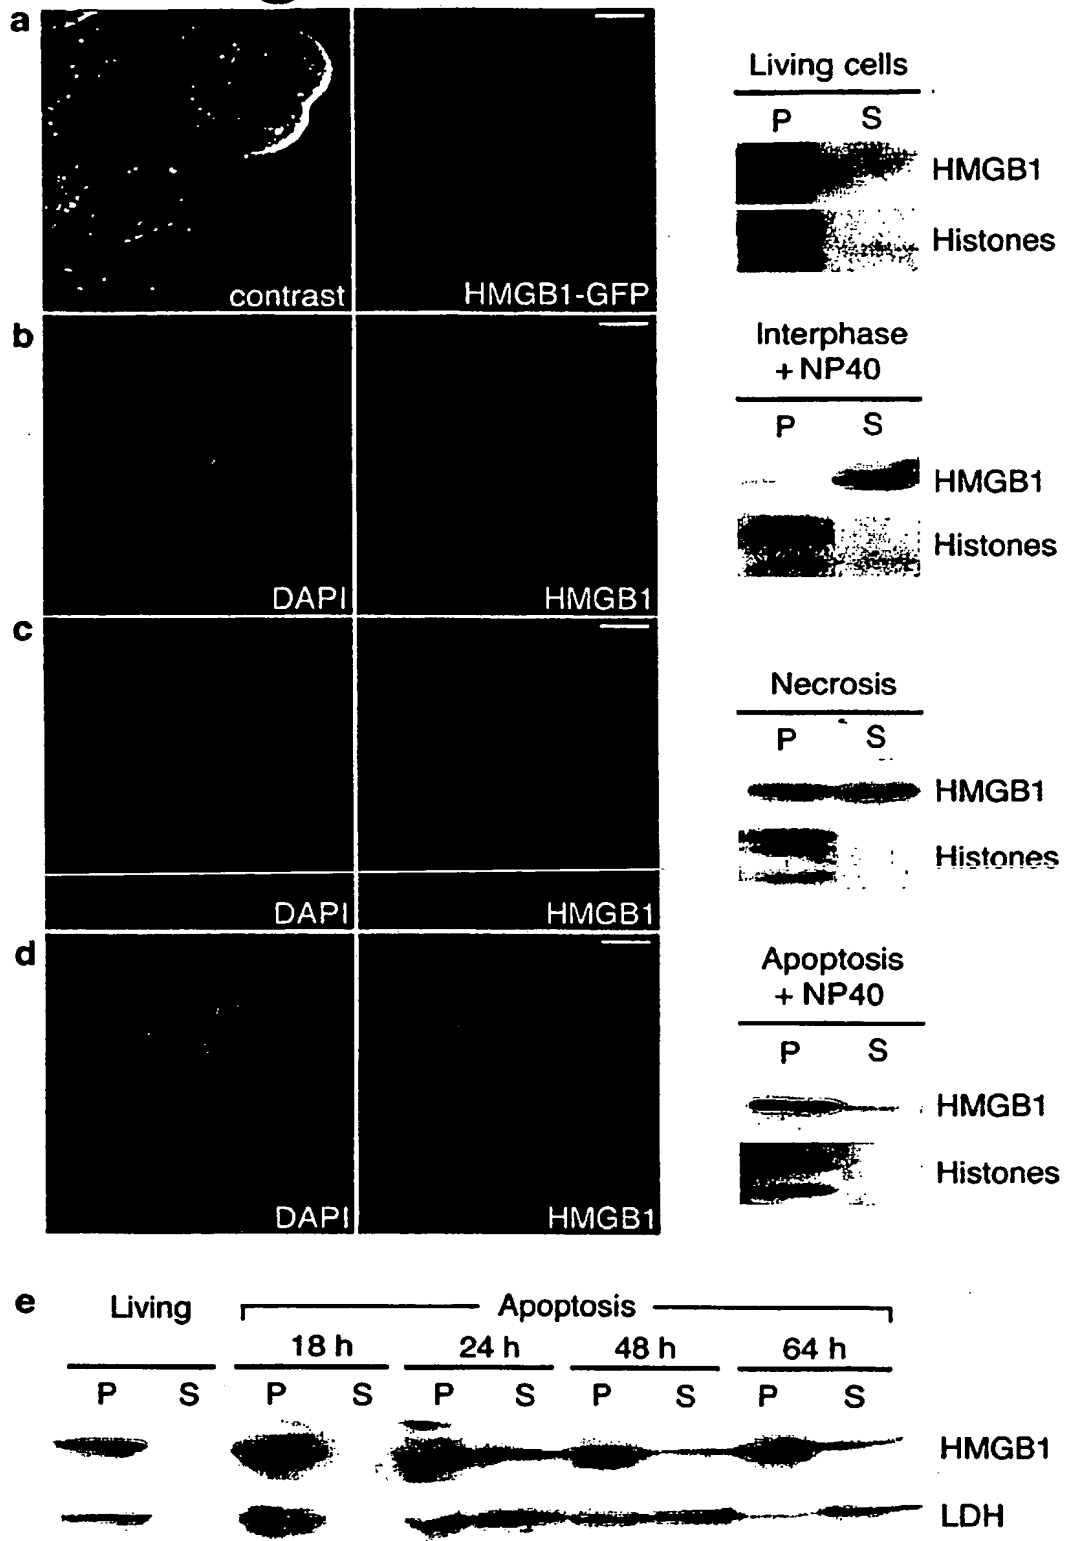 a
contrast
HMGB1-GFP
Living cells
P S
HMGB1
Histones
b
DAPI
HMGB1
Interphase
+ NP40
P S
HMGB1
Histones
c
DAPI
HMGB1
Necrosis
P S
HMGB1
Histones
d
DAPI
HMGB1
Apoptosis
+ NP40
P S
HMGB1
Histones
e
Living Apoptosis
18 h 24 h 48 h 64 h
P S P S P S P S P S
HMGB1
LDH